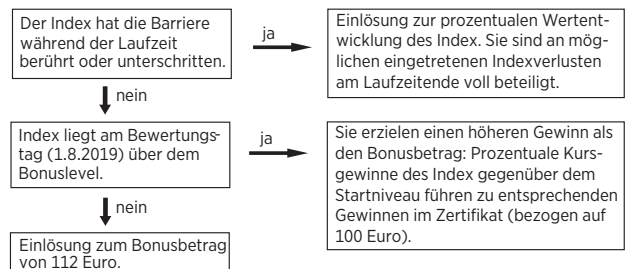 Der Index hat die Barriere
während der Laufzeit
berührt oder unterschritten.
ja
Einlösung zur prozentualen Wertent-
wicklung des Index. Sie sind an mög-
lichen eingetretenen Indexverlusten
am Laufzeitende voll beteiligt.
nein
Index liegt am Bewertungs-
tag (1.8.2019) über dem
Bonuslevel.
ja
Sie erzielen einen höheren Gewinn als
den Bonusbetrag: Prozentuale Kurs-
gewinne des Index gegenüber dem
Startniveau führen zu entsprechenden
Gewinnen im Zertifikat (bezogen auf
100 Euro).
nein
Einlösung zum Bonusbetrag
von 112 Euro.